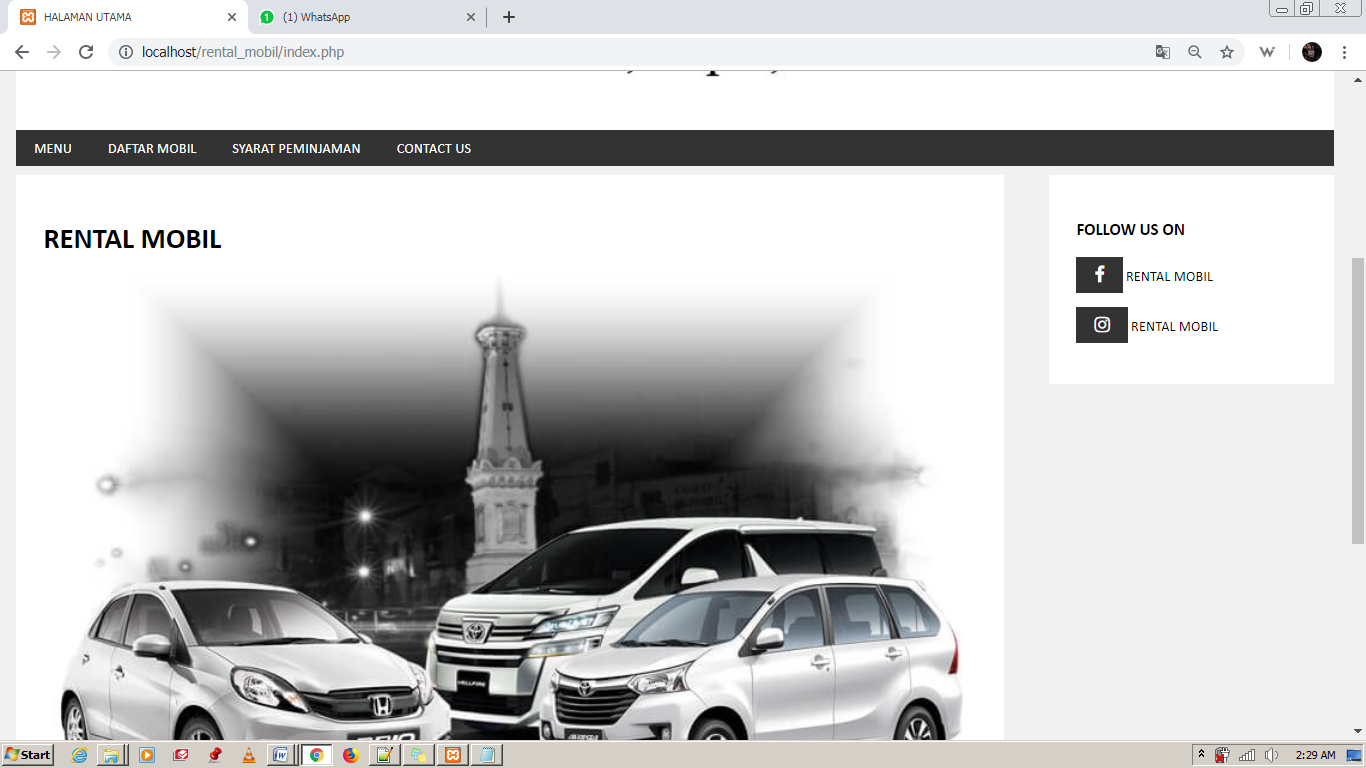 HALAMAN UTAMA
(1) WhatsApp
localhost/rental_mobil/index.php
MENU
DAFTAR MOBIL
SYARAT PEMINJAMAN
CONTACT US
RENTAL MOBIL
FOLLOW US ON
RENTAL MOBIL
RENTAL MOBIL
Start
2:29 AM